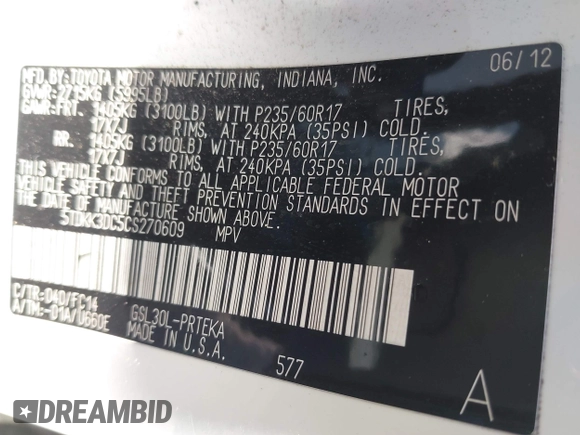 MFD.BY:TOYOTA MOTOR MANUFACTURING, INDIANA, INC. 06/12
GVWR:2715KG (5995LB)
GAWR:FRT. 1405KG (3100LB) WITH P235/60R17 TIRES,
17X7J RIMS, AT 240KPA (35PSI) COLD.
RR. 1405KG (3100LB) WITH P235/60R17 TIRES,
17X7J RIMS, AT 240KPA (35PSI) COLD.
THIS VEHICLE CONFORMS TO ALL APPLICABLE FEDERAL MOTOR
VEHICLE SAFETY AND THEFT PREVENTION STANDARDS IN EFFECT ON
THE DATE OF MANUFACTURE SHOWN ABOVE.
5TDKK3DC5CS270609 MPV
C/TR:040/FC14
A/TM:-01A/U660E
GSL30L-PRTEKA
MADE IN U.S.A.
577
A
DREAMBID